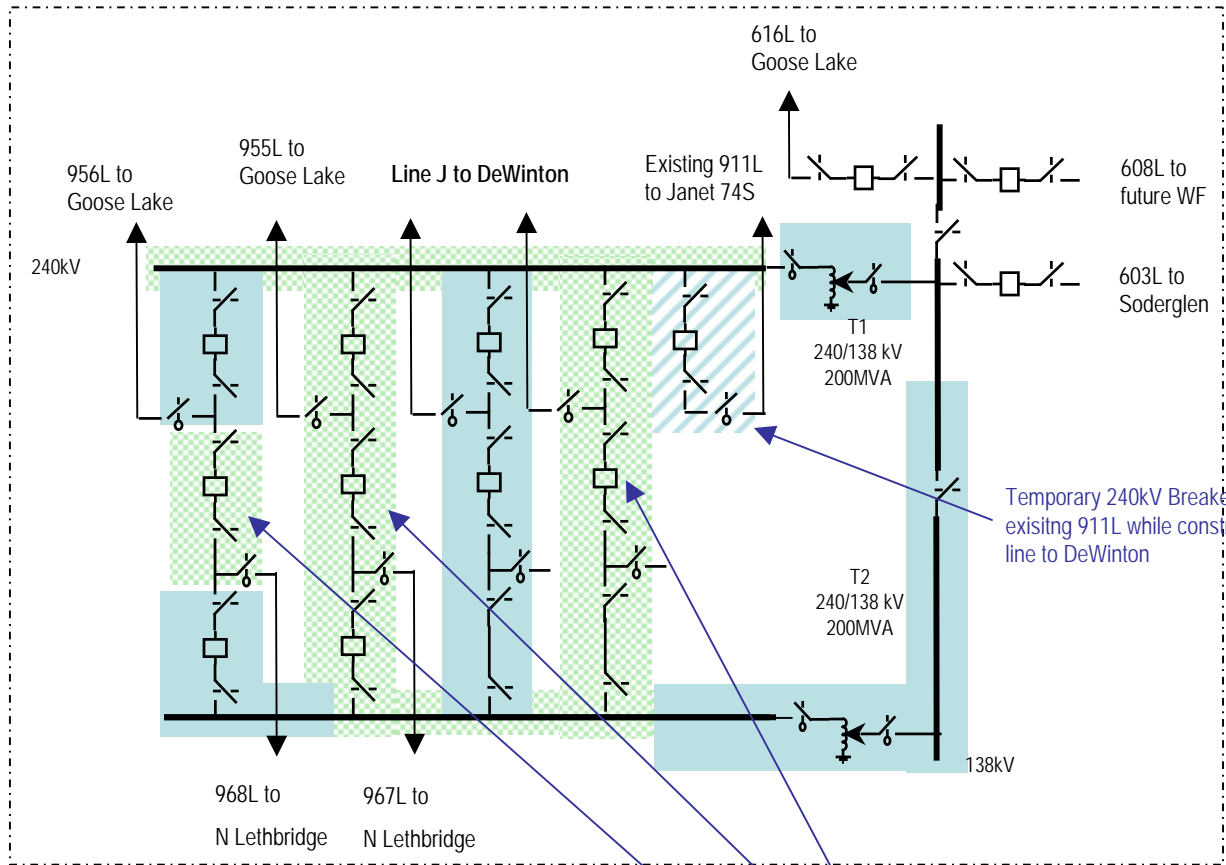 616L to
Goose Lake
955L to
Goose Lake
956L to
Goose Lake
Line J to DeWinton
Existing 911L
to Janet 74S
608L to
future WF
240kV
603L to
Soderglen
T1
240/138 kV
200MVA
Temporary 240kV Breake
exisitng 911L while const
line to DeWinton
T2
240/138 kV
200MVA
138kV
968L to
N Lethbridge
967L to
N Lethbridge